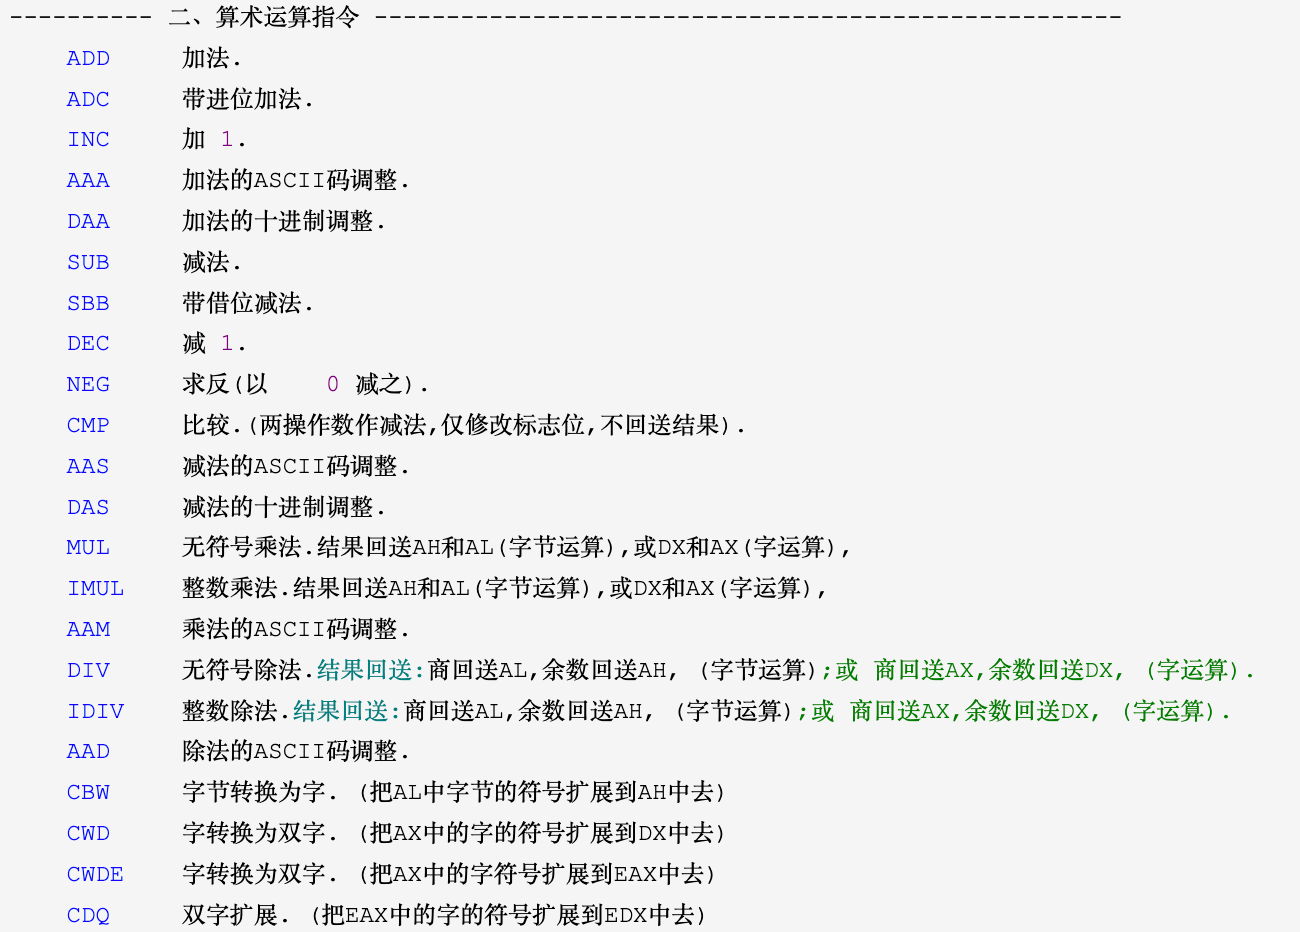 ---------- 二、算术运算指令 ----------------------------------------------------
ADD 加法.
ADC 带进位加法.
INC 加 1.
AAA 加法的ASCII码调整.
DAA 加法的十进制调整.
SUB 减法.
SBB 带借位减法.
DEC 减 1.
NEG 求反(以 0 减之).
CMP 比较.(两操作数作减法,仅修改标志位,不回送结果).
AAS 减法的ASCII码调整.
DAS 减法的十进制调整.
MUL 无符号乘法.结果回送AH和AL(字节运算),或DX和AX(字运算),
IMUL 整数乘法.结果回送AH和AL(字节运算),或DX和AX(字运算),
AAM 乘法的ASCII码调整.
DIV 无符号除法.结果回送:商回送AL,余数回送AH, (字节运算);或 商回送AX,余数回送DX, (字运算).
IDIV 整数除法.结果回送:商回送AL,余数回送AH, (字节运算);或 商回送AX,余数回送DX, (字运算).
AAD 除法的ASCII码调整.
CBW 字节转换为字. (把AL中字节的符号扩展到AH中去)
CWD 字转换为双字. (把AX中的字的符号扩展到DX中去)
CWDE 字转换为双字. (把AX中的字符号扩展到EAX中去)
CDQ 双字扩展. (把EAX中的字的符号扩展到EDX中去)